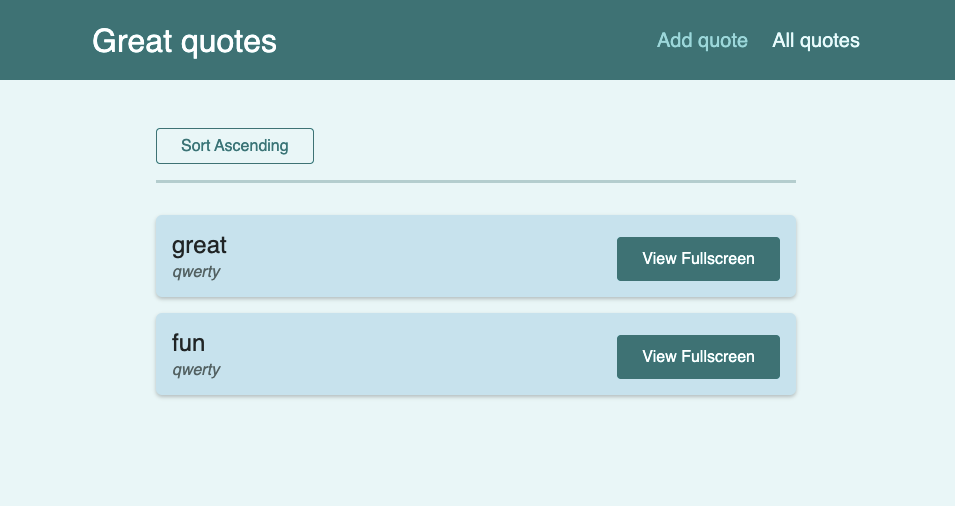 Great quotes
Add quote
All quotes
Sort Ascending
great
qwerty
View Fullscreen
fun
qwerty
View Fullscreen